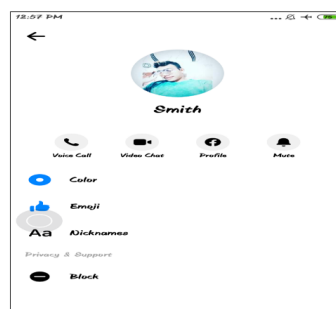 12:57 PM ...
Smith
Voice Call Video Chat Profile Mute
Color
Emoji
Aa Nicknames
Privacy & Support
Block